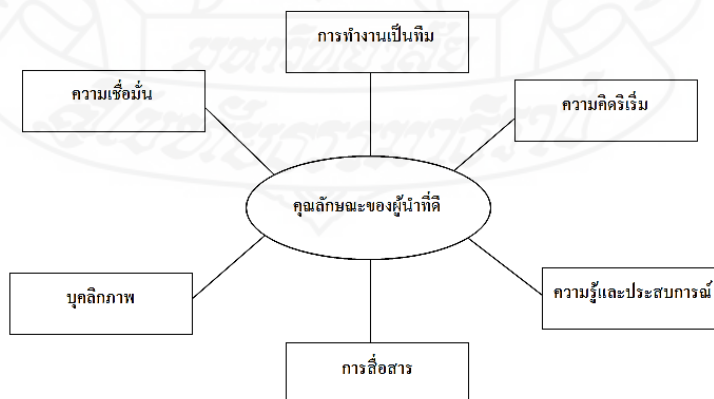 การทำงานเป็นทีม
ความเชื่อมั่น
ความคิดริเริ่ม
คุณลักษณะของผู้นำที่ดี
บุคลิกภาพ
ความรู้และประสบการณ์
การสื่อสาร